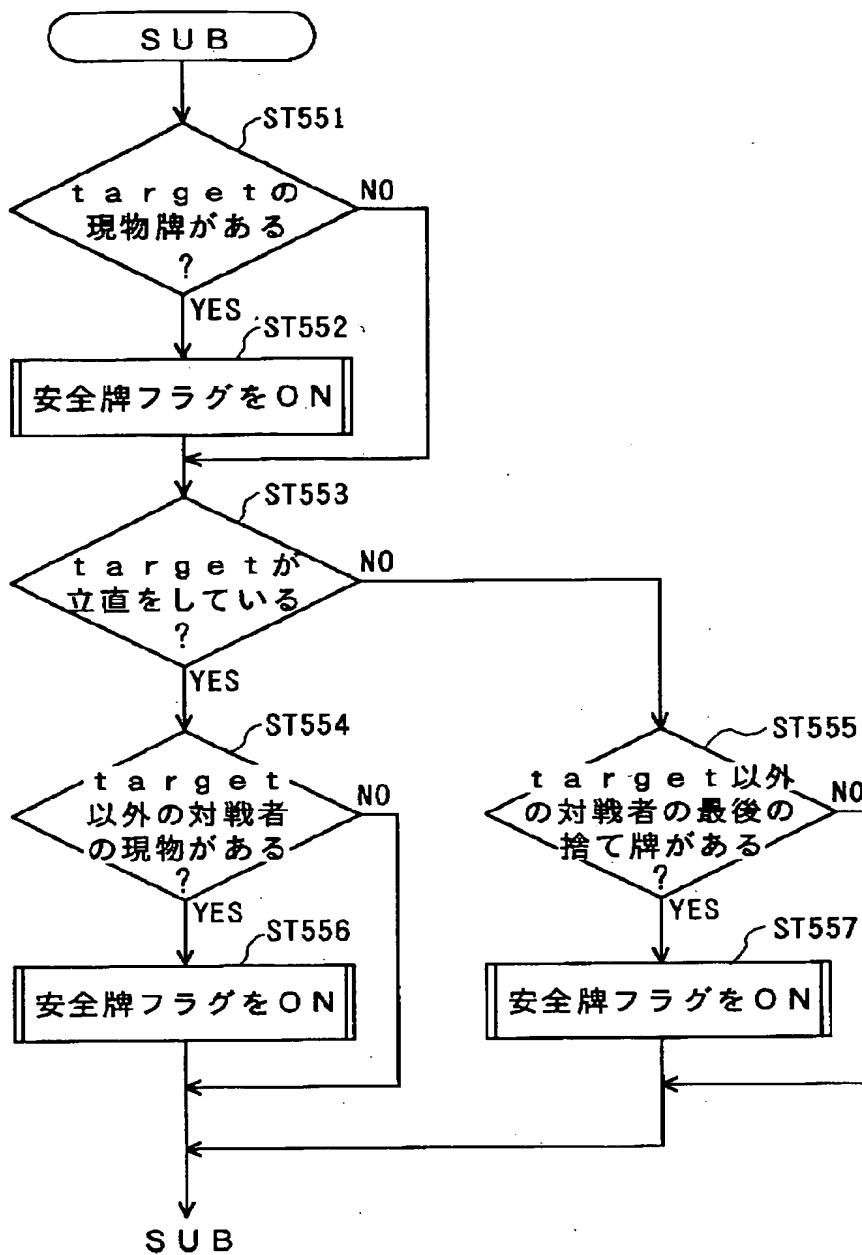 SUB
ST551
targetの
現物牌がある
?
NO
YES
ST552
安全牌フラグをON
ST553
targetが
立直をしている
?
NO
YES
ST554
target
以外の対戦者
の現物がある
?
NO
YES
ST555
target以外
の対戦者の最後の
捨て牌がある
?
NO
YES
ST556
安全牌フラグをON
ST557
安全牌フラグをON
SUB